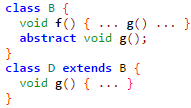 class B {
  void f() { ... g() ... }
  abstract void g();
}
class D extends B {
  void g() { ... }
}